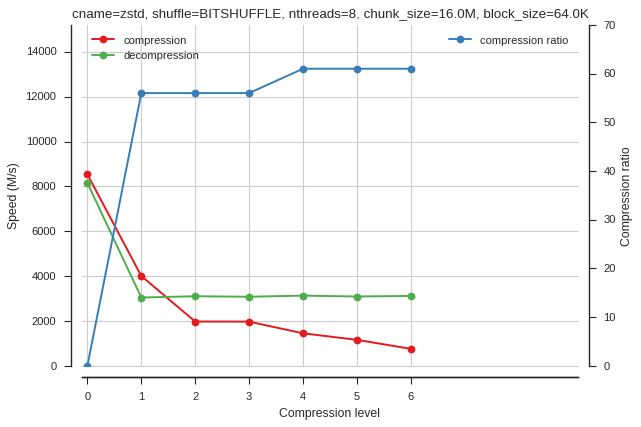 cname=zstd, shuffle=BITSHUFFLE, nthreads=8, chunk_size=16.0M, block_size=64.0K
compression
decompression
compression ratio
Speed (M/s)
14000
12000
10000
8000
6000
4000
2000
0
70
60
50
40
30
20
10
0
Compression ratio
0 1 2 3 4 5 6
Compression level